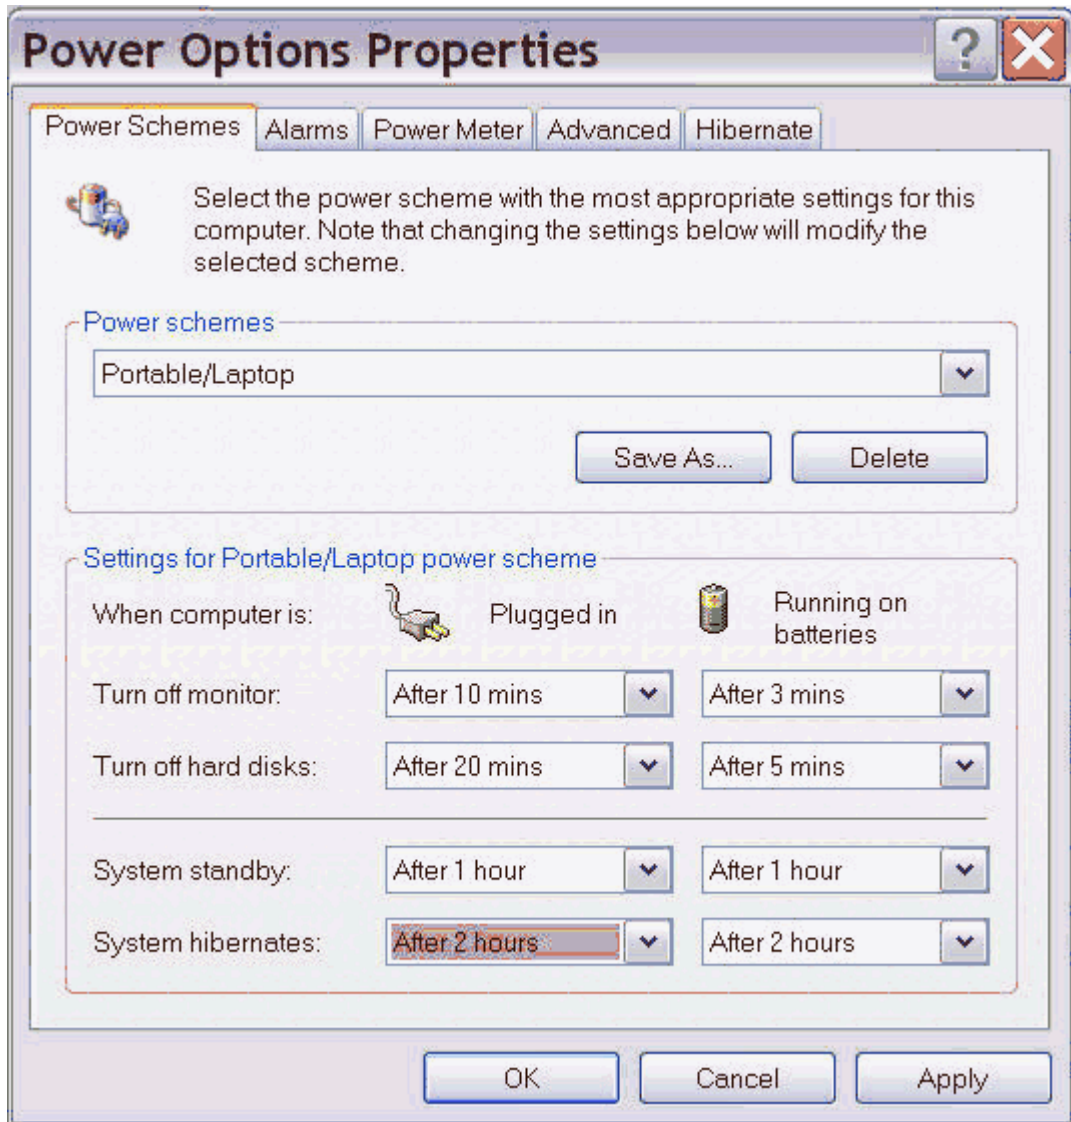 Power Options Properties
Power Schemes Alarms Power Meter Advanced Hibernate
Select the power scheme with the most appropriate settings for this
computer. Note that changing the settings below will modify the
selected scheme.
Power schemes
Portable/Laptop
Save As... Delete
Settings for Portable/Laptop power scheme
When computer is: Plugged in Running on
batteries
Turn off monitor: After 10 mins After 3 mins
Turn off hard disks: After 20 mins After 5 mins
System standby: After 1 hour After 1 hour
System hibernates: After 2 hours After 2 hours
OK Cancel Apply